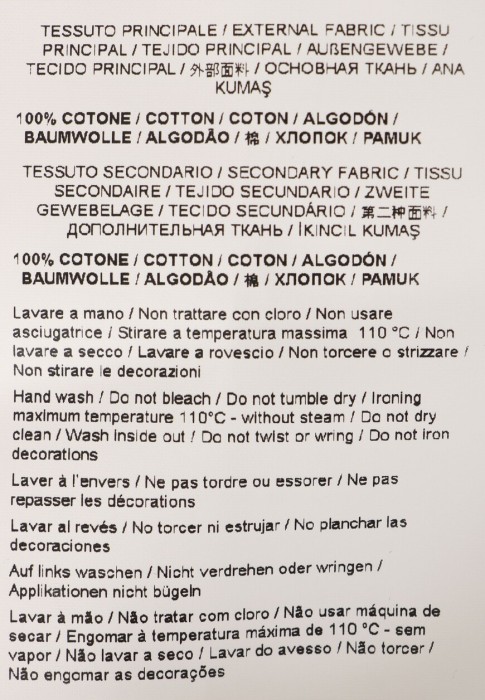 TESSUTO PRINCIPALE / EXTERNAL FABRIC / TISSU
PRINCIPAL / TEJIDO PRINCIPAL / AUßENGEWEBE /
TECIDO PRINCIPAL / 外部面料 / ОСНОВНАЯ ТКАНЬ / ANA
KUMAŞ
100% COTONE / COTTON / COTON / ALGODÓN /
BAUMWOLLE / ALGODÃO / 棉 / ХЛОПОК / PAMUK
TESSUTO SECONDARIO / SECONDARY FABRIC / TISSU
SECONDAIRE / TEJIDO SECUNDARIO / ZWEITE
GEWEBELAGE / TECIDO SECUNDÁRIO / 第二种面料 /
ДОПОЛНИТЕЛЬНАЯ ТКАНЬ / İKINCIL KUMAŞ
100% COTONE / COTTON / COTON / ALGODÓN /
BAUMWOLLE / ALGODÃO / 棉 / ХЛОПОК / PAMUK
Lavare a mano / Non trattare con cloro / Non usare
asciugatrice / Stirare a temperatura massima 110 °C / Non
lavare a secco / Lavare a rovescio / Non torcere o strizzare /
Non stirare le decorazioni
Hand wash / Do not bleach / Do not tumble dry / Ironing
maximum temperature 110°C - without steam / Do not dry
clean / Wash inside out / Do not twist or wring / Do not iron
decorations
Laver à l'envers / Ne pas tordre ou essorer / Ne pas
repasser les décorations
Lavar al revés / No torcer ni estrujar / No planchar las
decoraciones
Auf links waschen / Nicht verdrehen oder wringen /
Applikationen nicht bügeln
Lavar à mão / Não tratar com cloro / Não usar máquina de
secar / Engomar à temperatura máxima de 110 °C - sem
vapor / Não lavar a seco / Lavar do avesso / Não torcer /
Não engomar as decorações